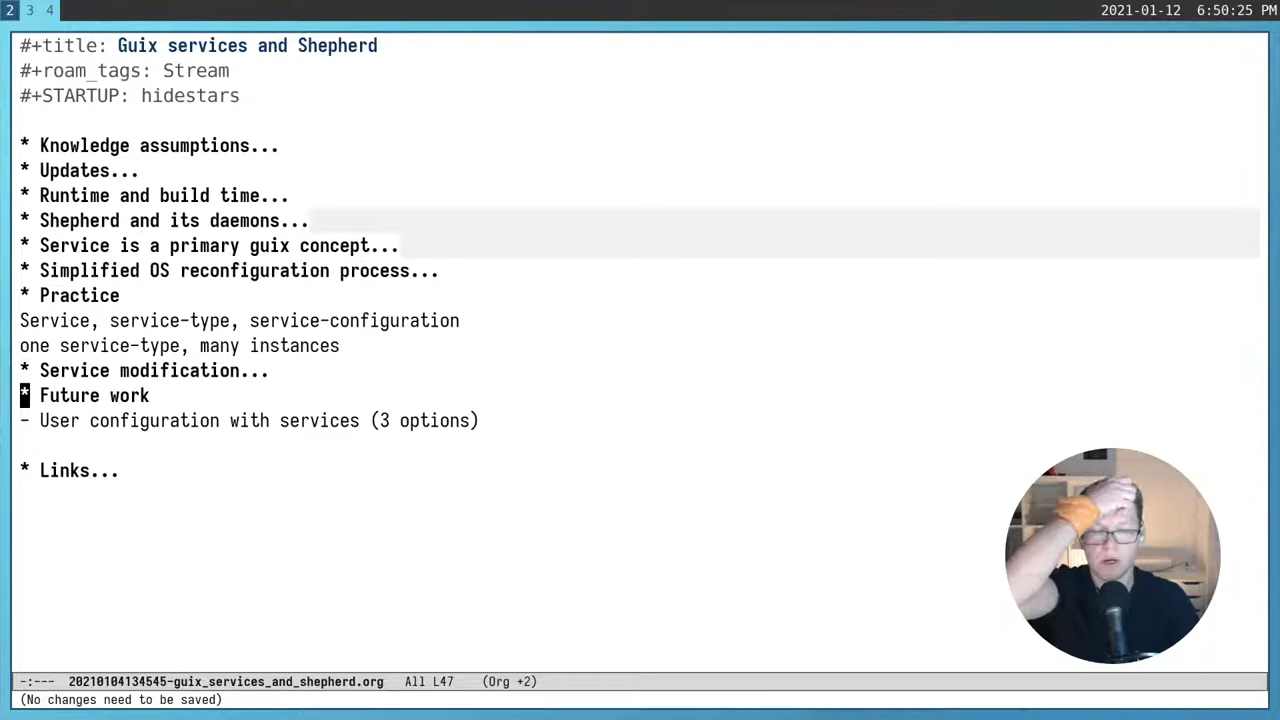 2 3 4 2021-01-12 6:50:25 PM
#+title: Guix services and Shepherd
#+roam_tags: Stream
#+STARTUP: hidestars
* Knowledge assumptions...
* Updates...
* Runtime and build time...
* Shepherd and its daemons...
* Service is a primary guix concept...
* Simplified OS reconfiguration process...
* Practice
Service, service-type, service-configuration
one service-type, many instances
* Service modification...
* Future work
- User configuration with services (3 options)
* Links...
-:--- 20210104134545-guix_services_and_shepherd.org All L47 (Org +2)
(No changes need to be saved)